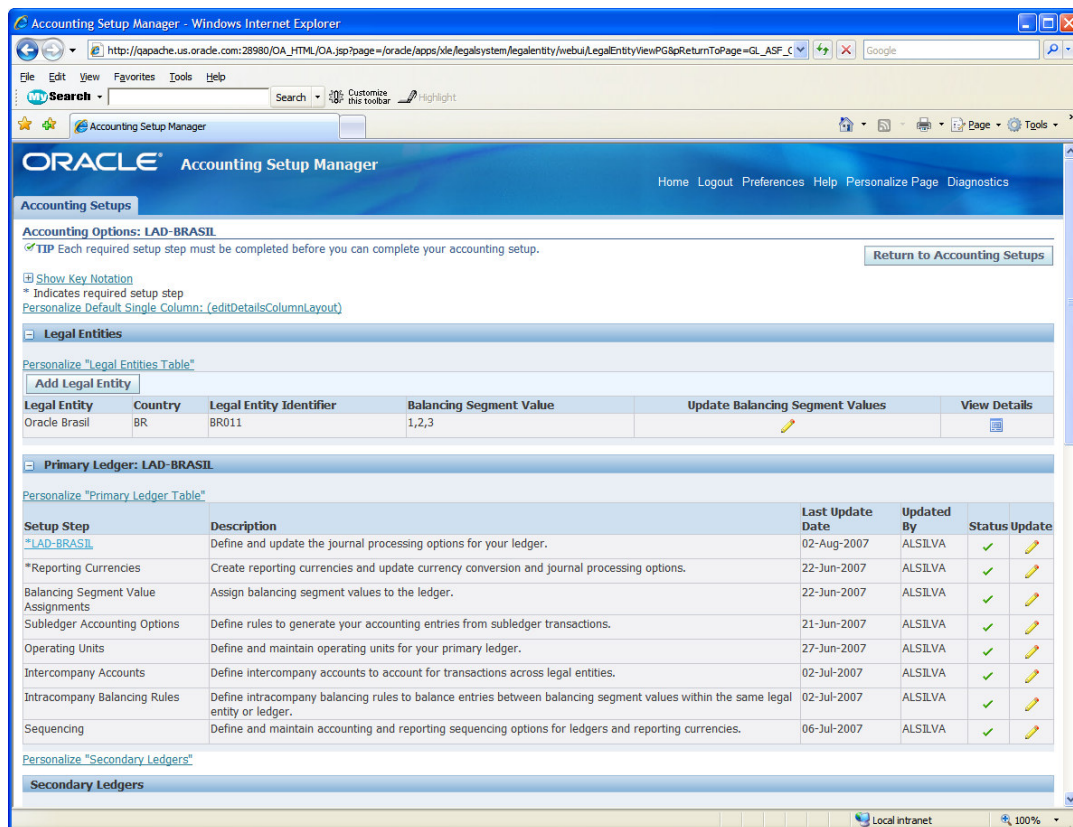 Accounting Setup Manager - Windows Internet Explorer
http://qapache.us.oracle.com:28980/OA_HTML/OA.jsp?page=/oracle/apps/xle/legalsystem/legalentity/webui/LegalEntityViewPG&pReturnToPage=GL_ASF_C
Google
File Edit View Favorites Tools Help
My Search Search Customize this toolbar Highlight
Accounting Setup Manager Page Tools
ORACLE Accounting Setup Manager
Home Logout Preferences Help Personalize Page Diagnostics
Accounting Setups
Accounting Options: LAD-BRASIL
TIP Each required setup step must be completed before you can complete your accounting setup.
Return to Accounting Setups
Show Key Notation
* Indicates required setup step
Personalize Default Single Column: (editDetailsColumnLayout)
Legal Entities
Personalize "Legal Entities Table"
Add Legal Entity
Legal Entity Country Legal Entity Identifier Balancing Segment Value Update Balancing Segment Values View Details
Oracle Brasil BR BR011 1,2,3
Primary Ledger: LAD-BRASIL
Personalize "Primary Ledger Table"
Setup Step Description Last Update Date Updated By Status Update
*LAD-BRASIL Define and update the journal processing options for your ledger. 02-Aug-2007 ALSILVA
*Reporting Currencies Create reporting currencies and update currency conversion and journal processing options. 22-Jun-2007 ALSILVA
Balancing Segment Value Assignments Assign balancing segment values to the ledger. 22-Jun-2007 ALSILVA
Subledger Accounting Options Define rules to generate your accounting entries from subledger transactions. 21-Jun-2007 ALSILVA
Operating Units Define and maintain operating units for your primary ledger. 27-Jun-2007 ALSILVA
Intercompany Accounts Define intercompany accounts to account for transactions across legal entities. 02-Jul-2007 ALSILVA
Intracompany Balancing Rules Define intracompany balancing rules to balance entries between balancing segment values within the same legal entity or ledger. 02-Jul-2007 ALSILVA
Sequencing Define and maintain accounting and reporting sequencing options for ledgers and reporting currencies. 06-Jul-2007 ALSILVA
Personalize "Secondary Ledgers"
Secondary Ledgers
Local intranet 100%